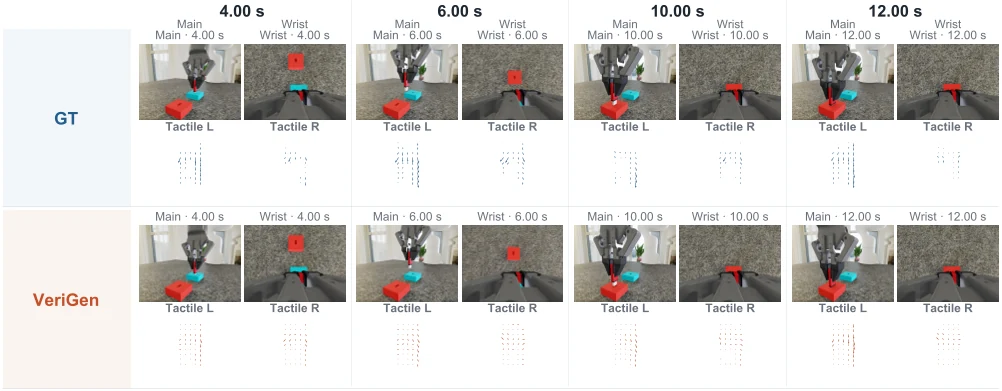 4.00 s 6.00 s 10.00 s 12.00 s
Main Wrist Main Wrist Main Wrist Main Wrist
Main · 4.00 s Wrist · 4.00 s Main · 6.00 s Wrist · 6.00 s Main · 10.00 s Wrist · 10.00 s Main · 12.00 s Wrist · 12.00 s
GT
Tactile L Tactile R Tactile L Tactile R Tactile L Tactile R Tactile L Tactile R
Main · 4.00 s Wrist · 4.00 s Main · 6.00 s Wrist · 6.00 s Main · 10.00 s Wrist · 10.00 s Main · 12.00 s Wrist · 12.00 s
VeriGen
Tactile L Tactile R Tactile L Tactile R Tactile L Tactile R Tactile L Tactile R